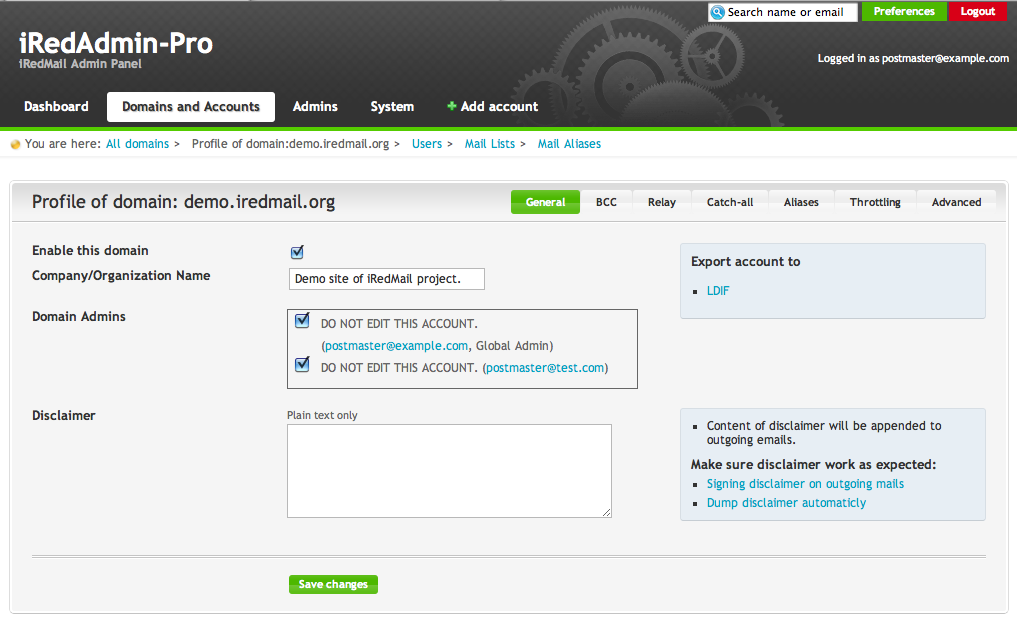 Search name or email
Preferences
Logout
iRedAdmin-Pro
iRedMail Admin Panel
Logged in as postmaster@example.com
Dashboard
Domains and Accounts
Admins
System
+ Add account
You are here: All domains > Profile of domain:demo.iredmail.org > Users > Mail Lists > Mail Aliases
Profile of domain: demo.iredmail.org
General
BCC
Relay
Catch-all
Aliases
Throttling
Advanced
Enable this domain
Company/Organization Name
Demo site of iRedMail project.
Export account to
LDIF
Domain Admins
DO NOT EDIT THIS ACCOUNT.
(postmaster@example.com, Global Admin)
DO NOT EDIT THIS ACCOUNT. (postmaster@test.com)
Disclaimer
Plain text only
Content of disclaimer will be appended to
outgoing emails.
Make sure disclaimer work as expected:
Signing disclaimer on outgoing mails
Dump disclaimer automaticly
Save changes